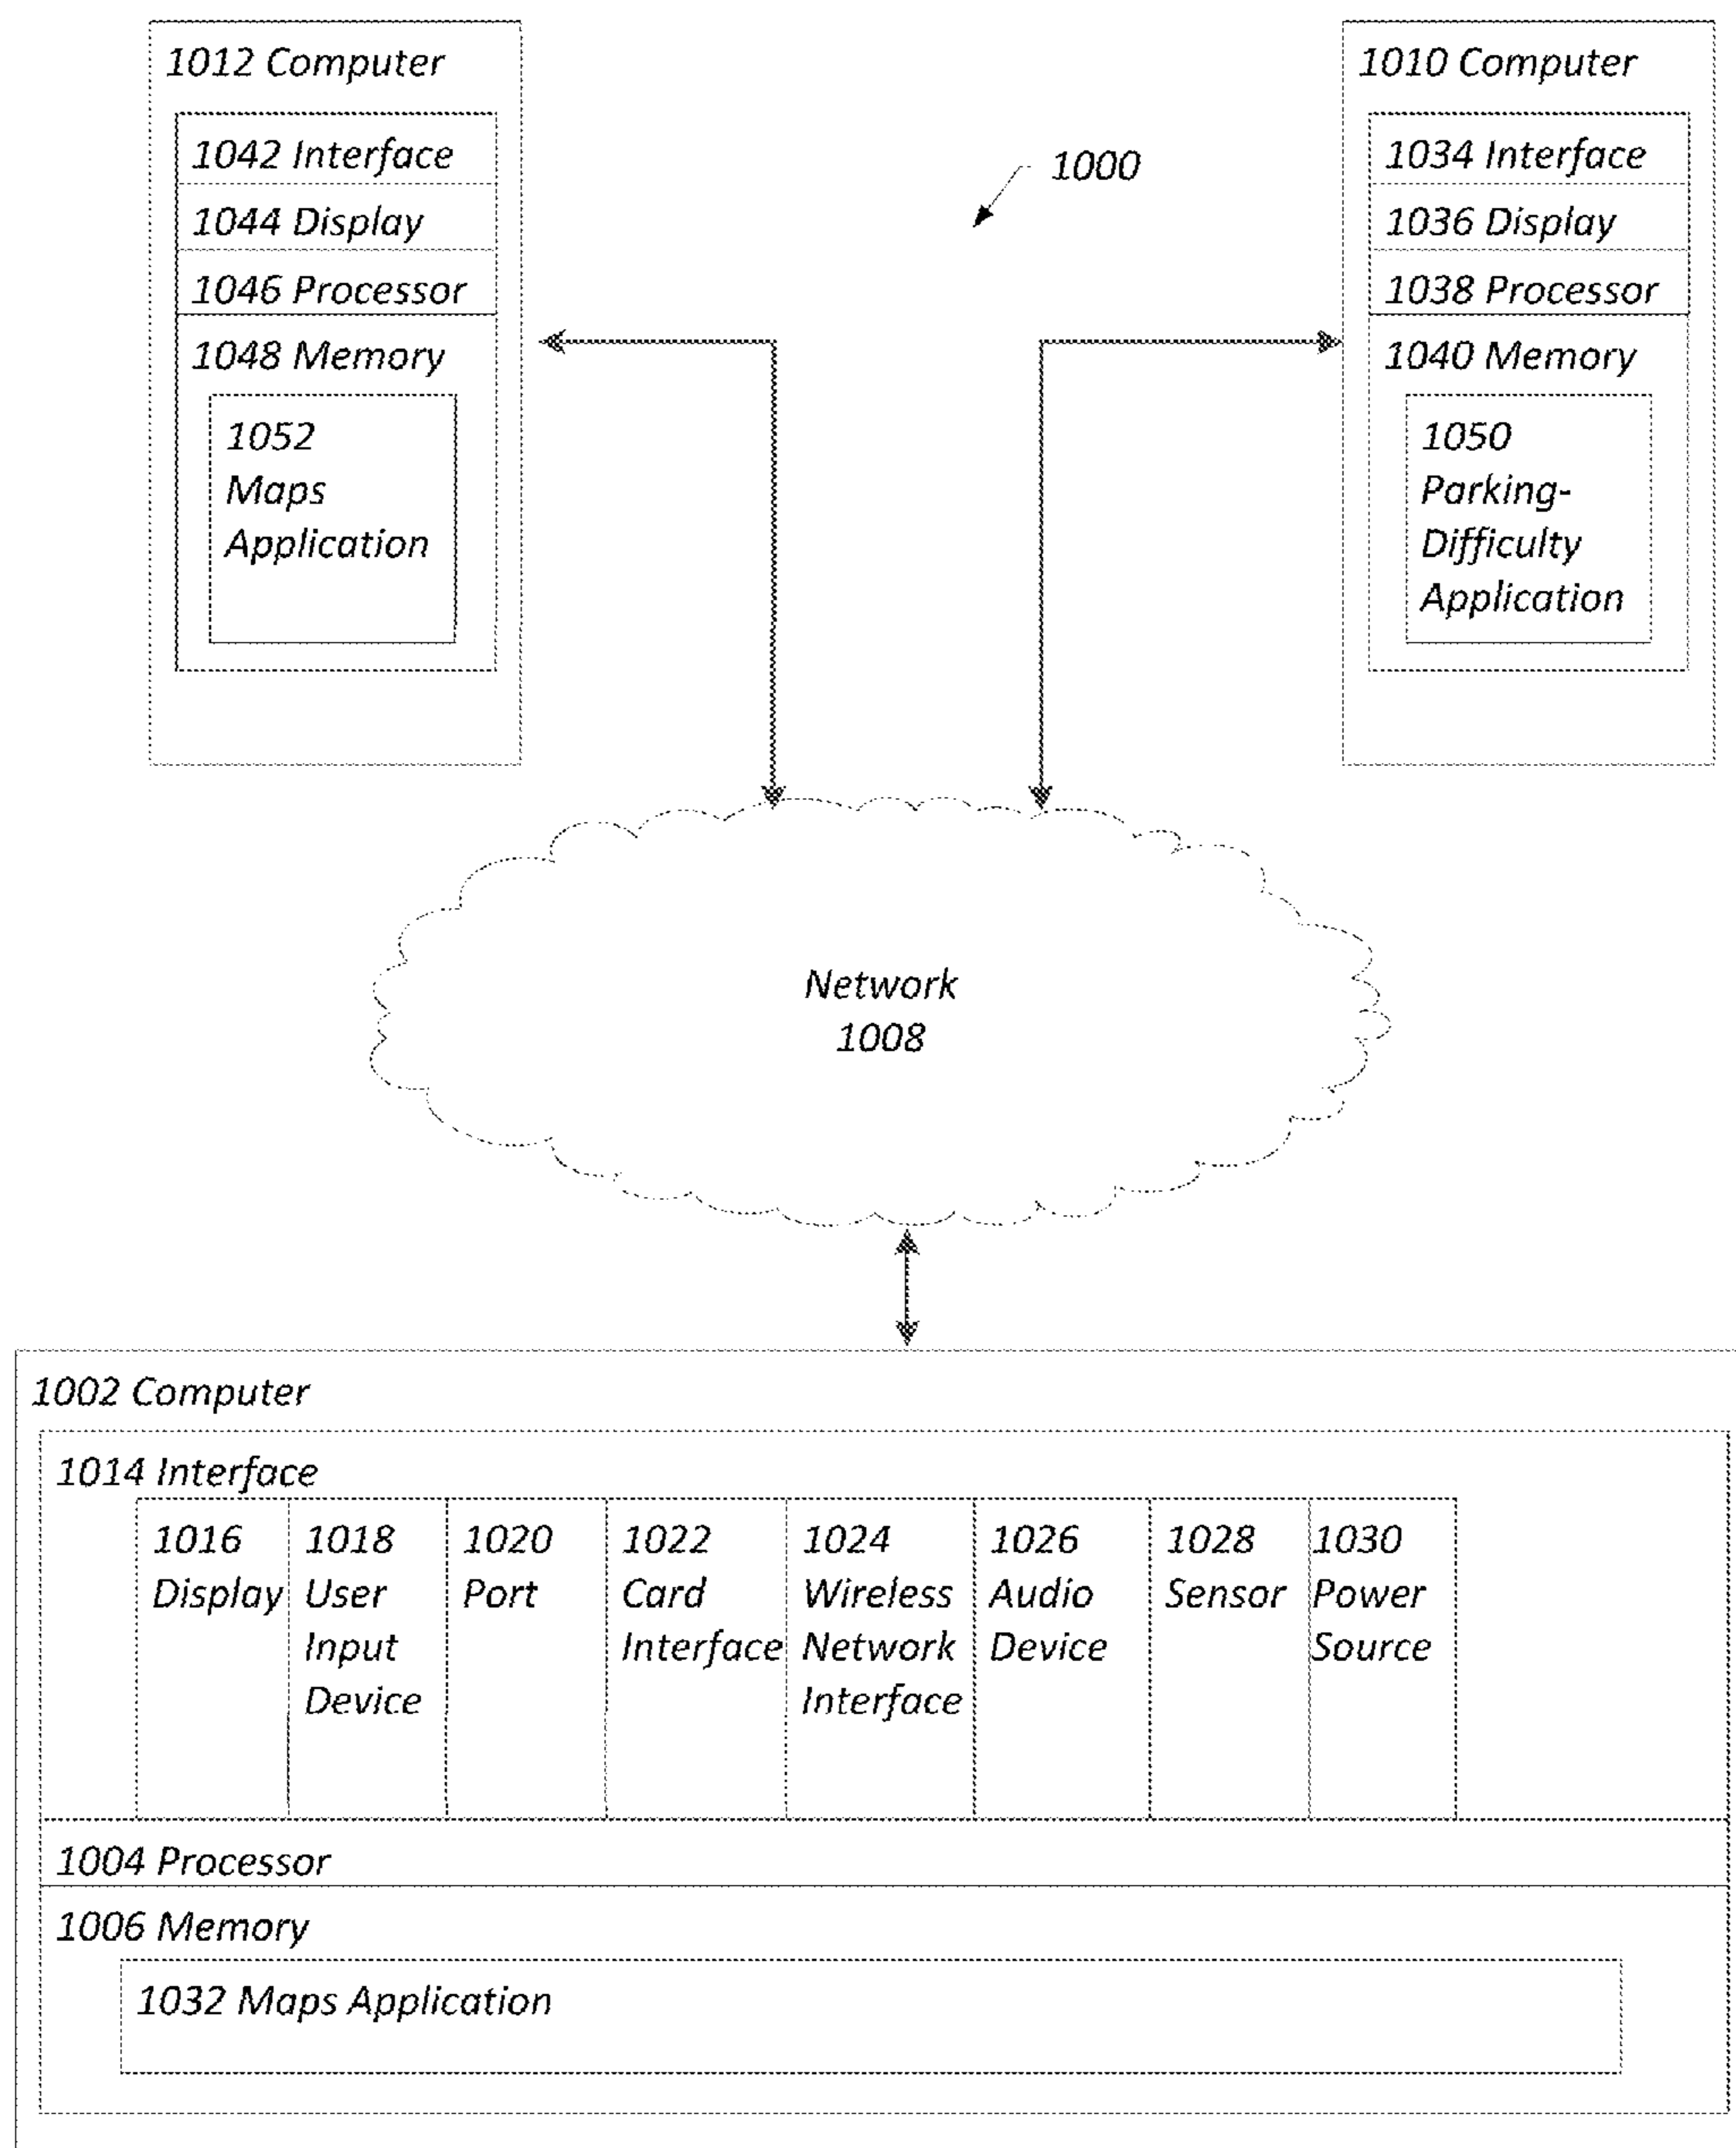 1012 Computer
1042 Interface
1044 Display
1046 Processor
1048 Memory
1052
Maps
Application
1000
1010 Computer
1034 Interface
1036 Display
1038 Processor
1040 Memory
1050
Parking-
Difficulty
Application
Network
1008
1002 Computer
1014 Interface
1016
Display
1018
User
Input
Device
1020
Port
1022
Card
Interface
1024
Wireless
Network
Interface
1026
Audio
Device
1028
Sensor
1030
Power
Source
1004 Processor
1006 Memory
1032 Maps Application